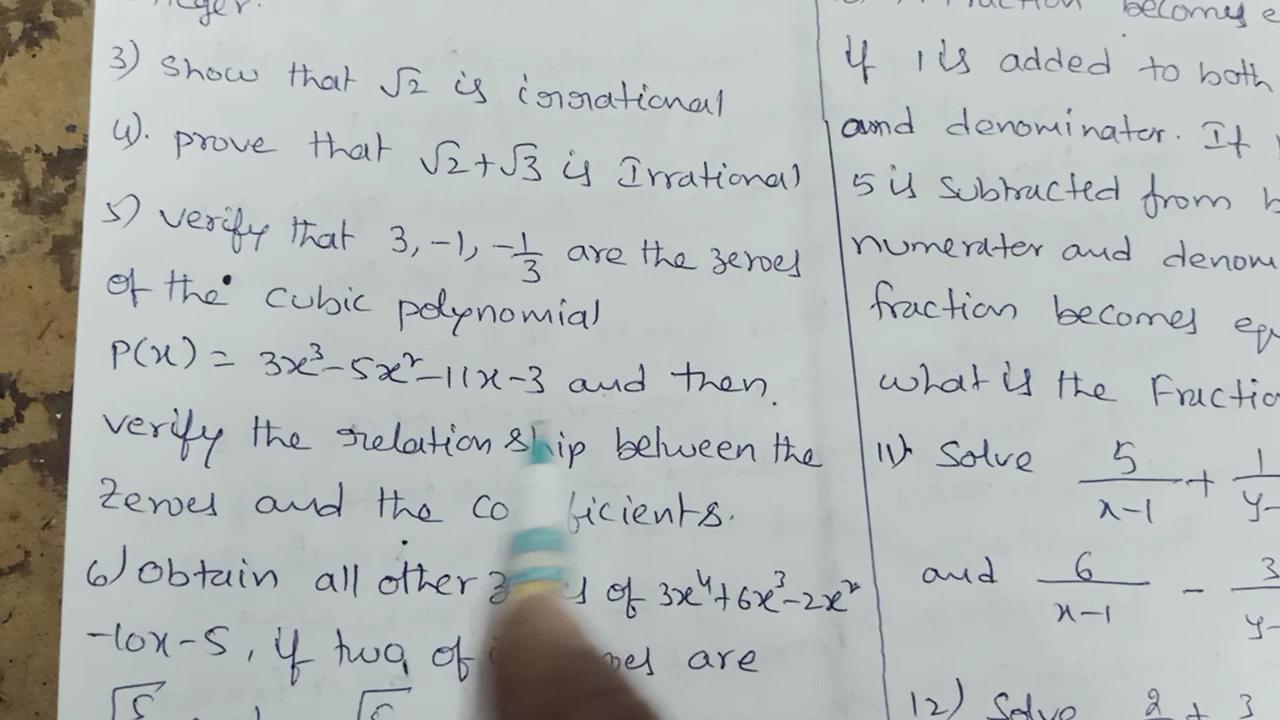 3) Show that √2 is irrational
4). prove that √2+√3 is Irrational
5) verify that 3, -1, -1/3 are the zeroes
of the cubic polynomial
P(x) = 3x³-5x²-11x-3 and then.
verify the relationship between the
zeroes and the co ficients.
6) Obtain all other of 3x⁴+6x³-2x²
-10x-5, if two of are
becomes
if 1 is added to both
and denominator. If
5 is subtracted from
numerater and
fraction becomes
what is the
11) Solve 5/(x-1) + 
and 6/(x-1) - 
12) Solve